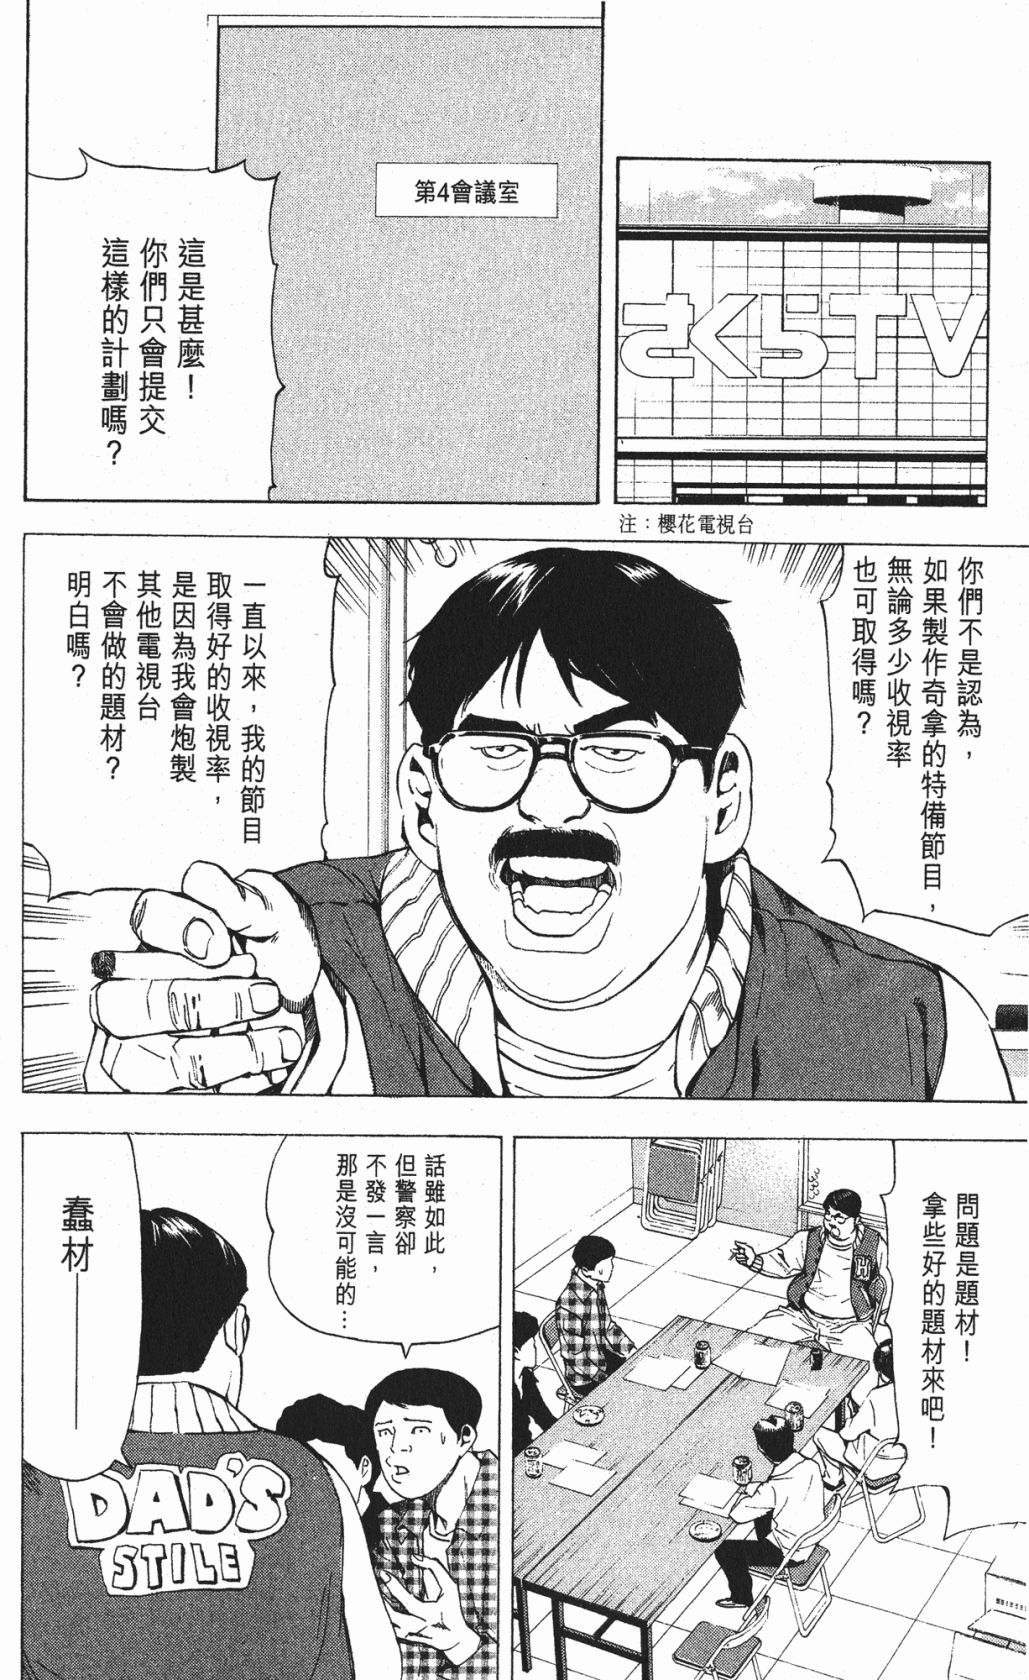 さくらTV
注：櫻花電視台
第4會議室
這是甚麼！
你們只會提交
這樣的計劃嗎？
你們不是認為，
如果製作奇拿的特備節目，
無論多少收視率
也可取得嗎？
一直以來，我的節目
取得好的收視率，
是因為我會炮製
其他電視台
不會做的題材？
明白嗎？
問題是題材！
拿些好的題材來吧！
H
話雖如此，
但警察卻
不發一言，
那是沒可能的…
蠢材——
DAD'S
STILE